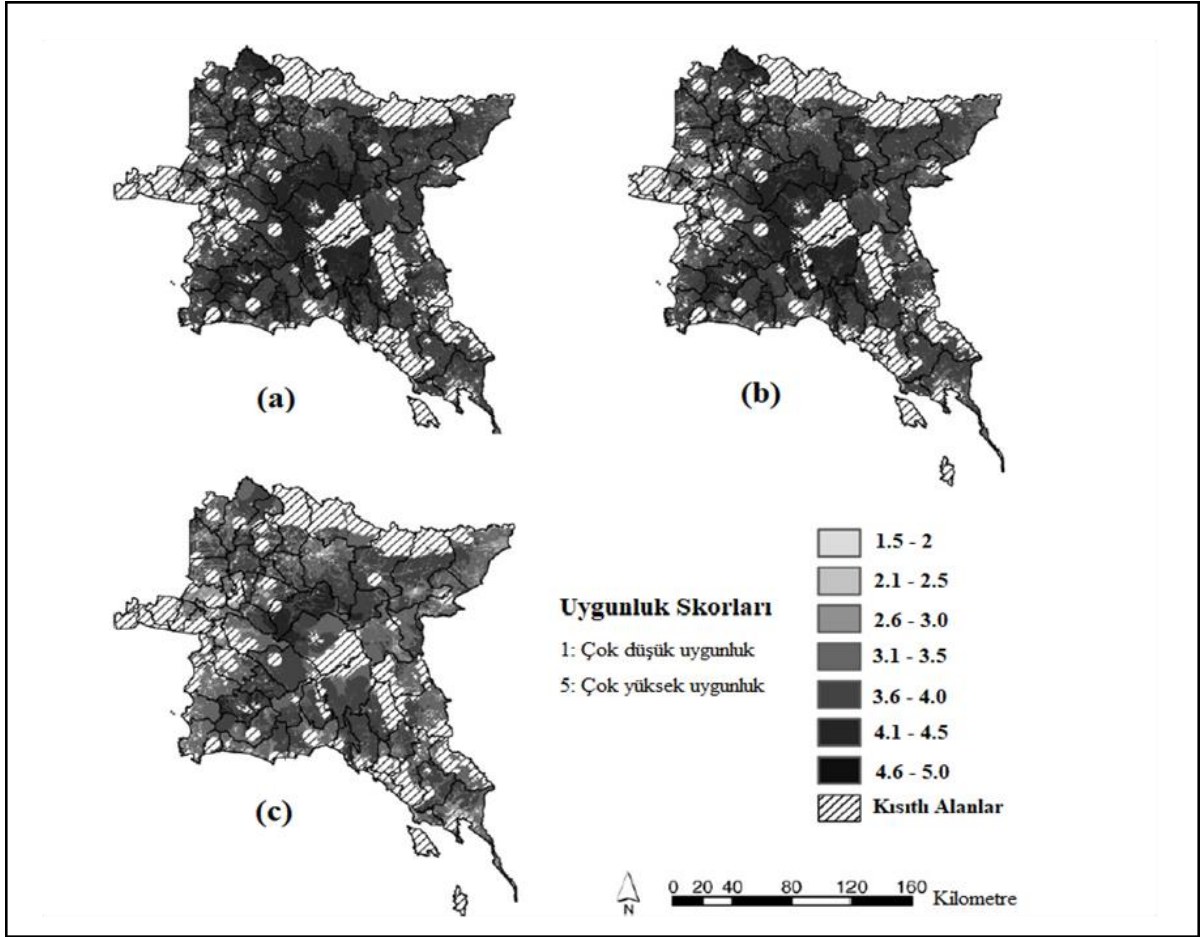 (a)
(b)
(c)
Uygunluk Skorları
1: Çok düşük uygunluk
5: Çok yüksek uygunluk
1.5 - 2
2.1 - 2.5
2.6 - 3.0
3.1 - 3.5
3.6 - 4.0
4.1 - 4.5
4.6 - 5.0
Kısıtlı Alanlar
N
0 20 40 80 120 160 Kilometre